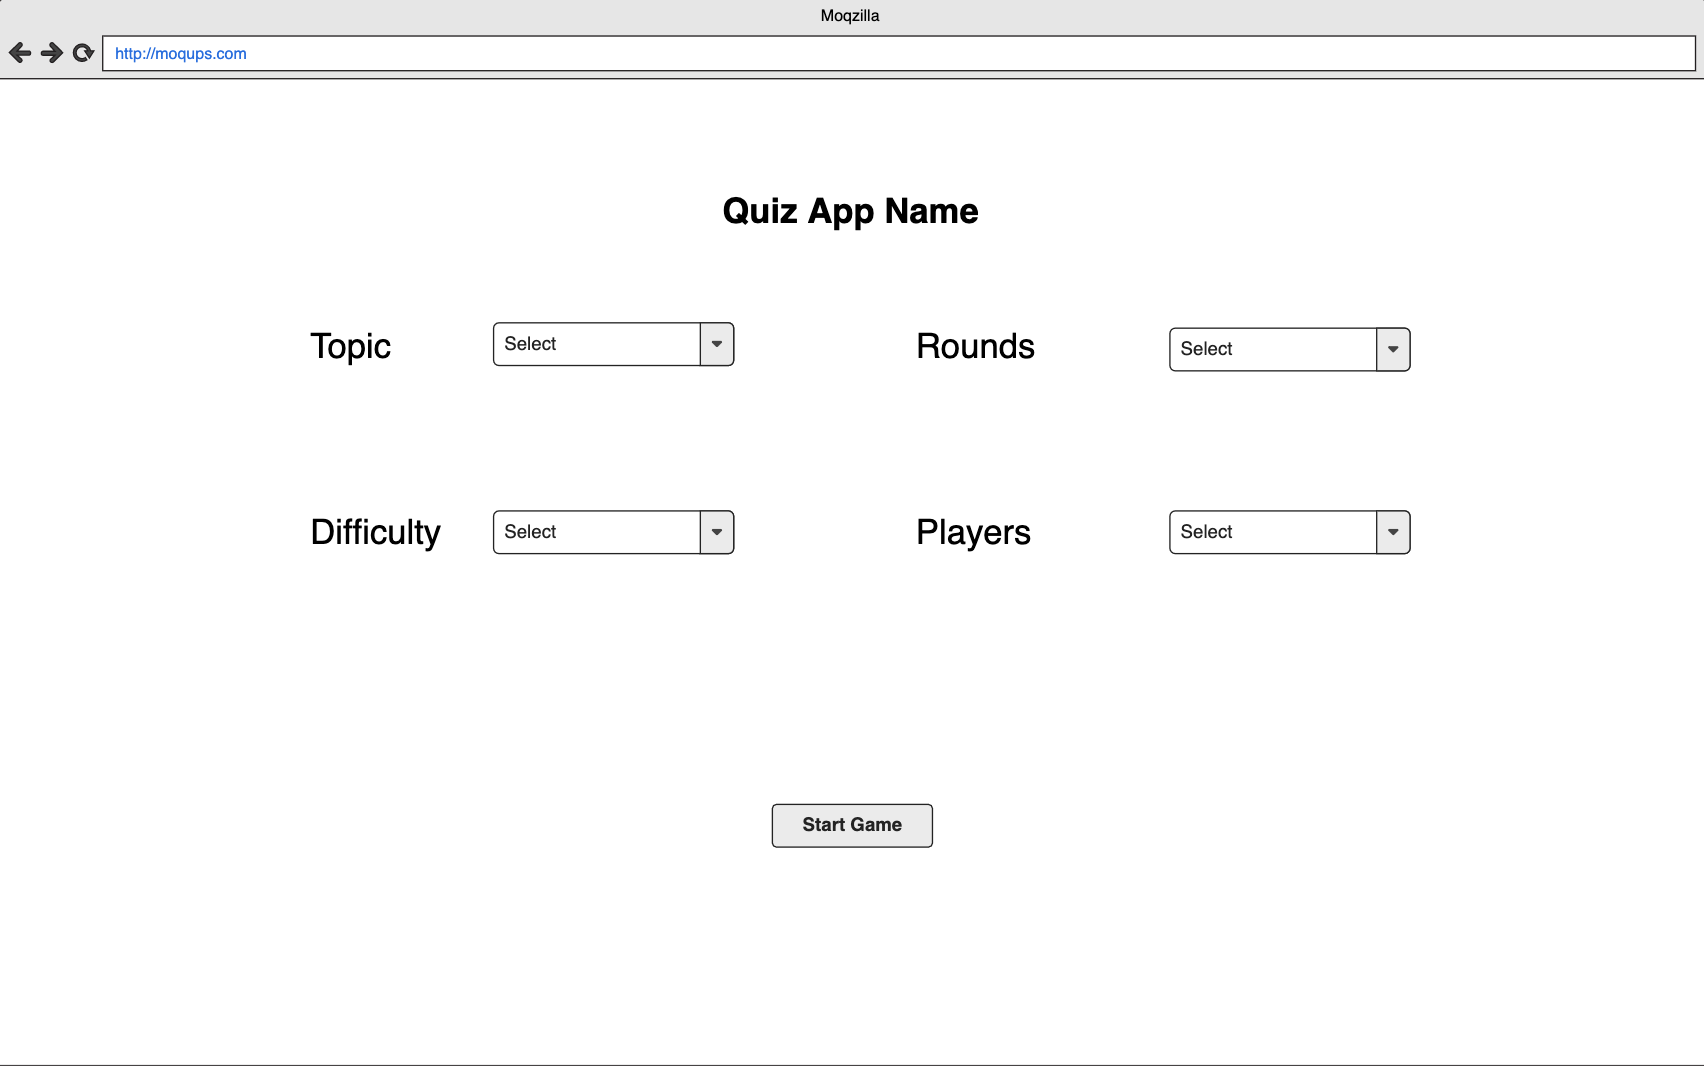 Moqzilla
http://moqups.com
Quiz App Name
Topic Select Rounds Select
Difficulty Select Players Select
Start Game